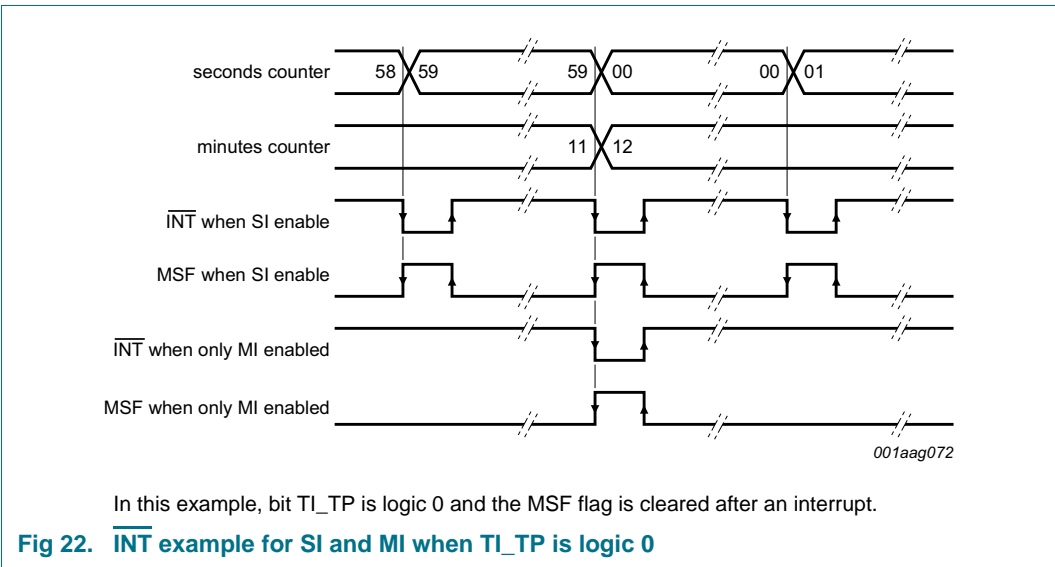 seconds counter 58 59 59 00 00 01
minutes counter 11 12
INT when SI enable
MSF when SI enable
INT when only MI enabled
MSF when only MI enabled
001aag072
In this example, bit TI_TP is logic 0 and the MSF flag is cleared after an interrupt.
Fig 22. INT example for SI and MI when TI_TP is logic 0